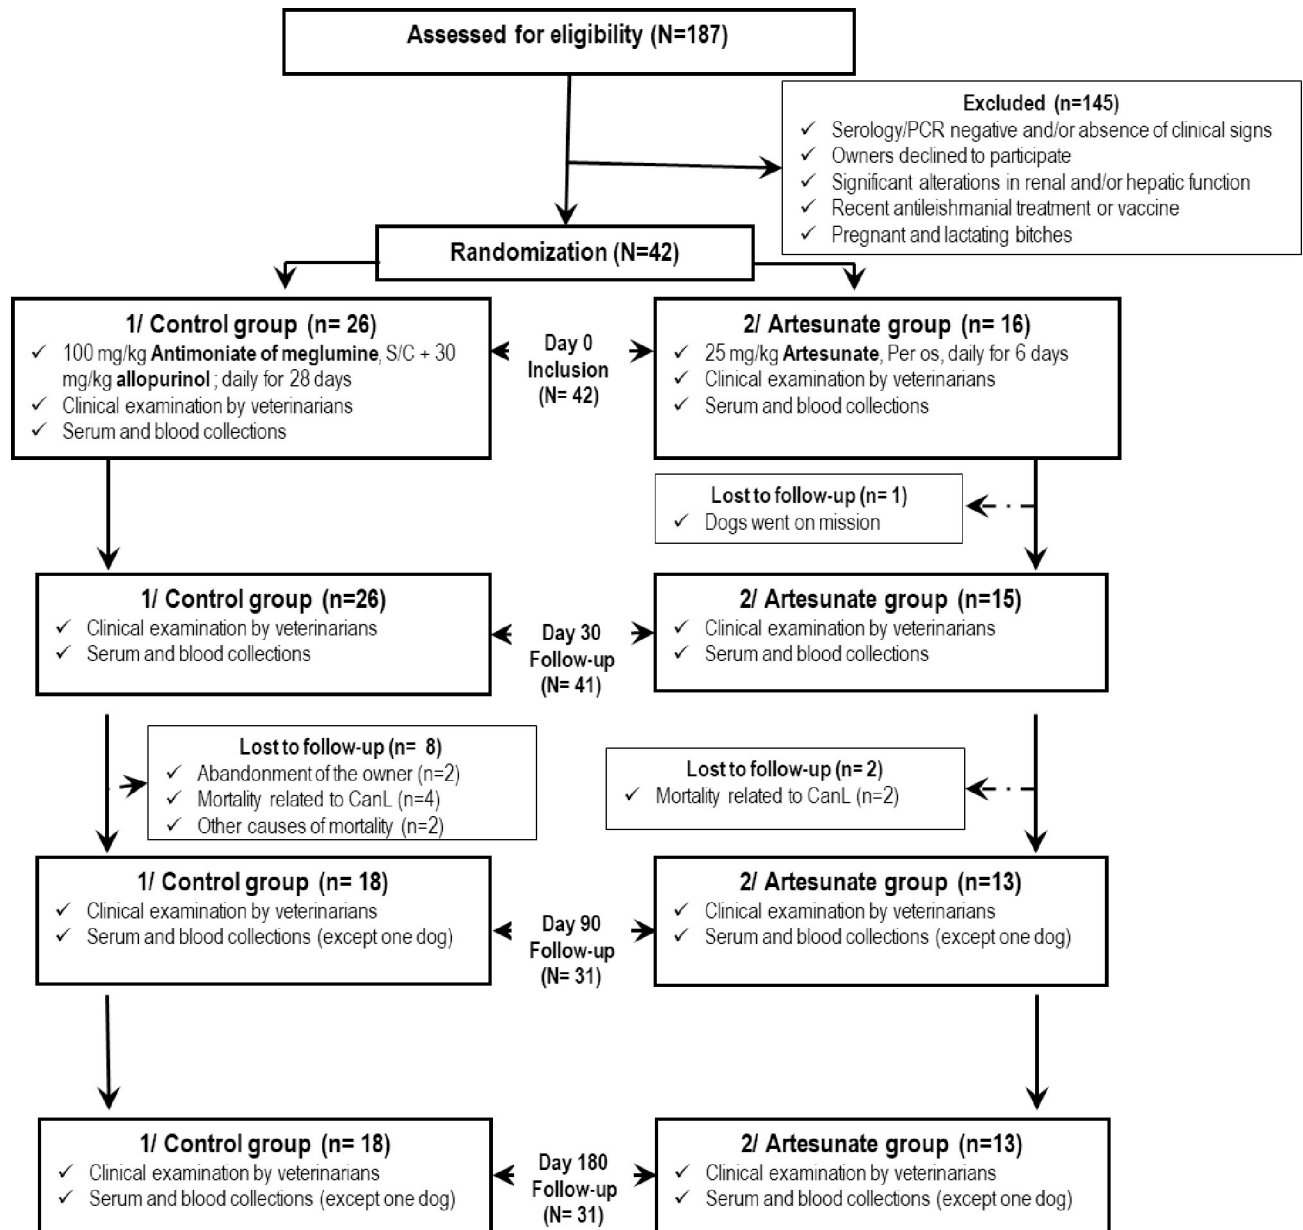 Assessed for eligibility (N=187)
Excluded (n=145)
✓ Serology/PCR negative and/or absence of clinical signs
✓ Owners declined to participate
✓ Significant alterations in renal and/or hepatic function
✓ Recent antileishmanial treatment or vaccine
✓ Pregnant and lactating bitches
Randomization (N=42)
1/ Control group (n= 26)
✓ 100 mg/kg Antimoniate of meglumine, S/C + 30
mg/kg allopurinol ; daily for 28 days
✓ Clinical examination by veterinarians
✓ Serum and blood collections
Day 0
Inclusion
(N= 42)
2/ Artesunate group (n= 16)
✓ 25 mg/kg Artesunate, Per os, daily for 6 days
✓ Clinical examination by veterinarians
✓ Serum and blood collections
Lost to follow-up (n= 1)
✓ Dogs went on mission
1/ Control group (n=26)
✓ Clinical examination by veterinarians
✓ Serum and blood collections
Day 30
Follow-up
(N= 41)
2/ Artesunate group (n=15)
✓ Clinical examination by veterinarians
✓ Serum and blood collections
Lost to follow-up (n= 8)
✓ Abandonment of the owner (n=2)
✓ Mortality related to CanL (n=4)
✓ Other causes of mortality (n=2)
Lost to follow-up (n= 2)
✓ Mortality related to CanL (n=2)
1/ Control group (n= 18)
✓ Clinical examination by veterinarians
✓ Serum and blood collections (except one dog)
Day 90
Follow-up
(N= 31)
2/ Artesunate group (n=13)
✓ Clinical examination by veterinarians
✓ Serum and blood collections (except one dog)
1/ Control group (n= 18)
✓ Clinical examination by veterinarians
✓ Serum and blood collections (except one dog)
Day 180
Follow-up
(N= 31)
2/ Artesunate group (n=13)
✓ Clinical examination by veterinarians
✓ Serum and blood collections (except one dog)